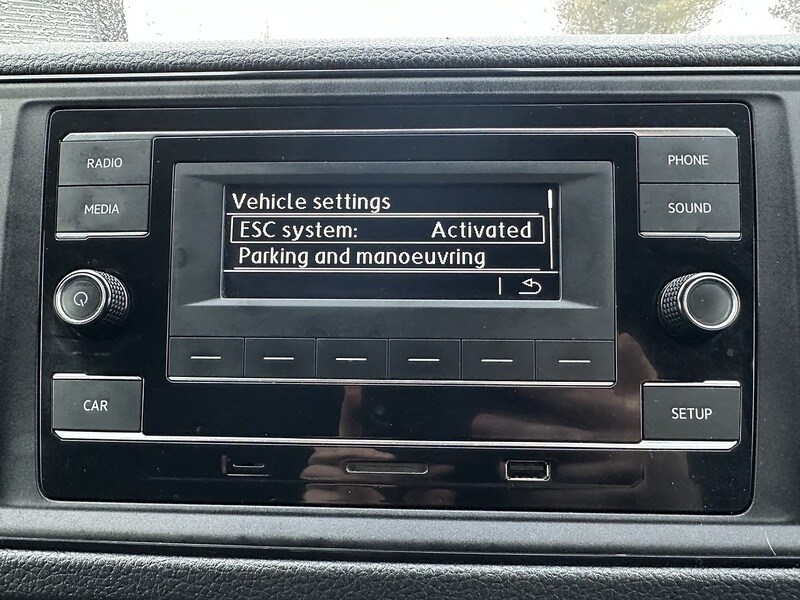 RADIO
MEDIA
Vehicle settings
ESC system: Activated
Parking and manoeuvring
PHONE
SOUND
CAR
SETUP